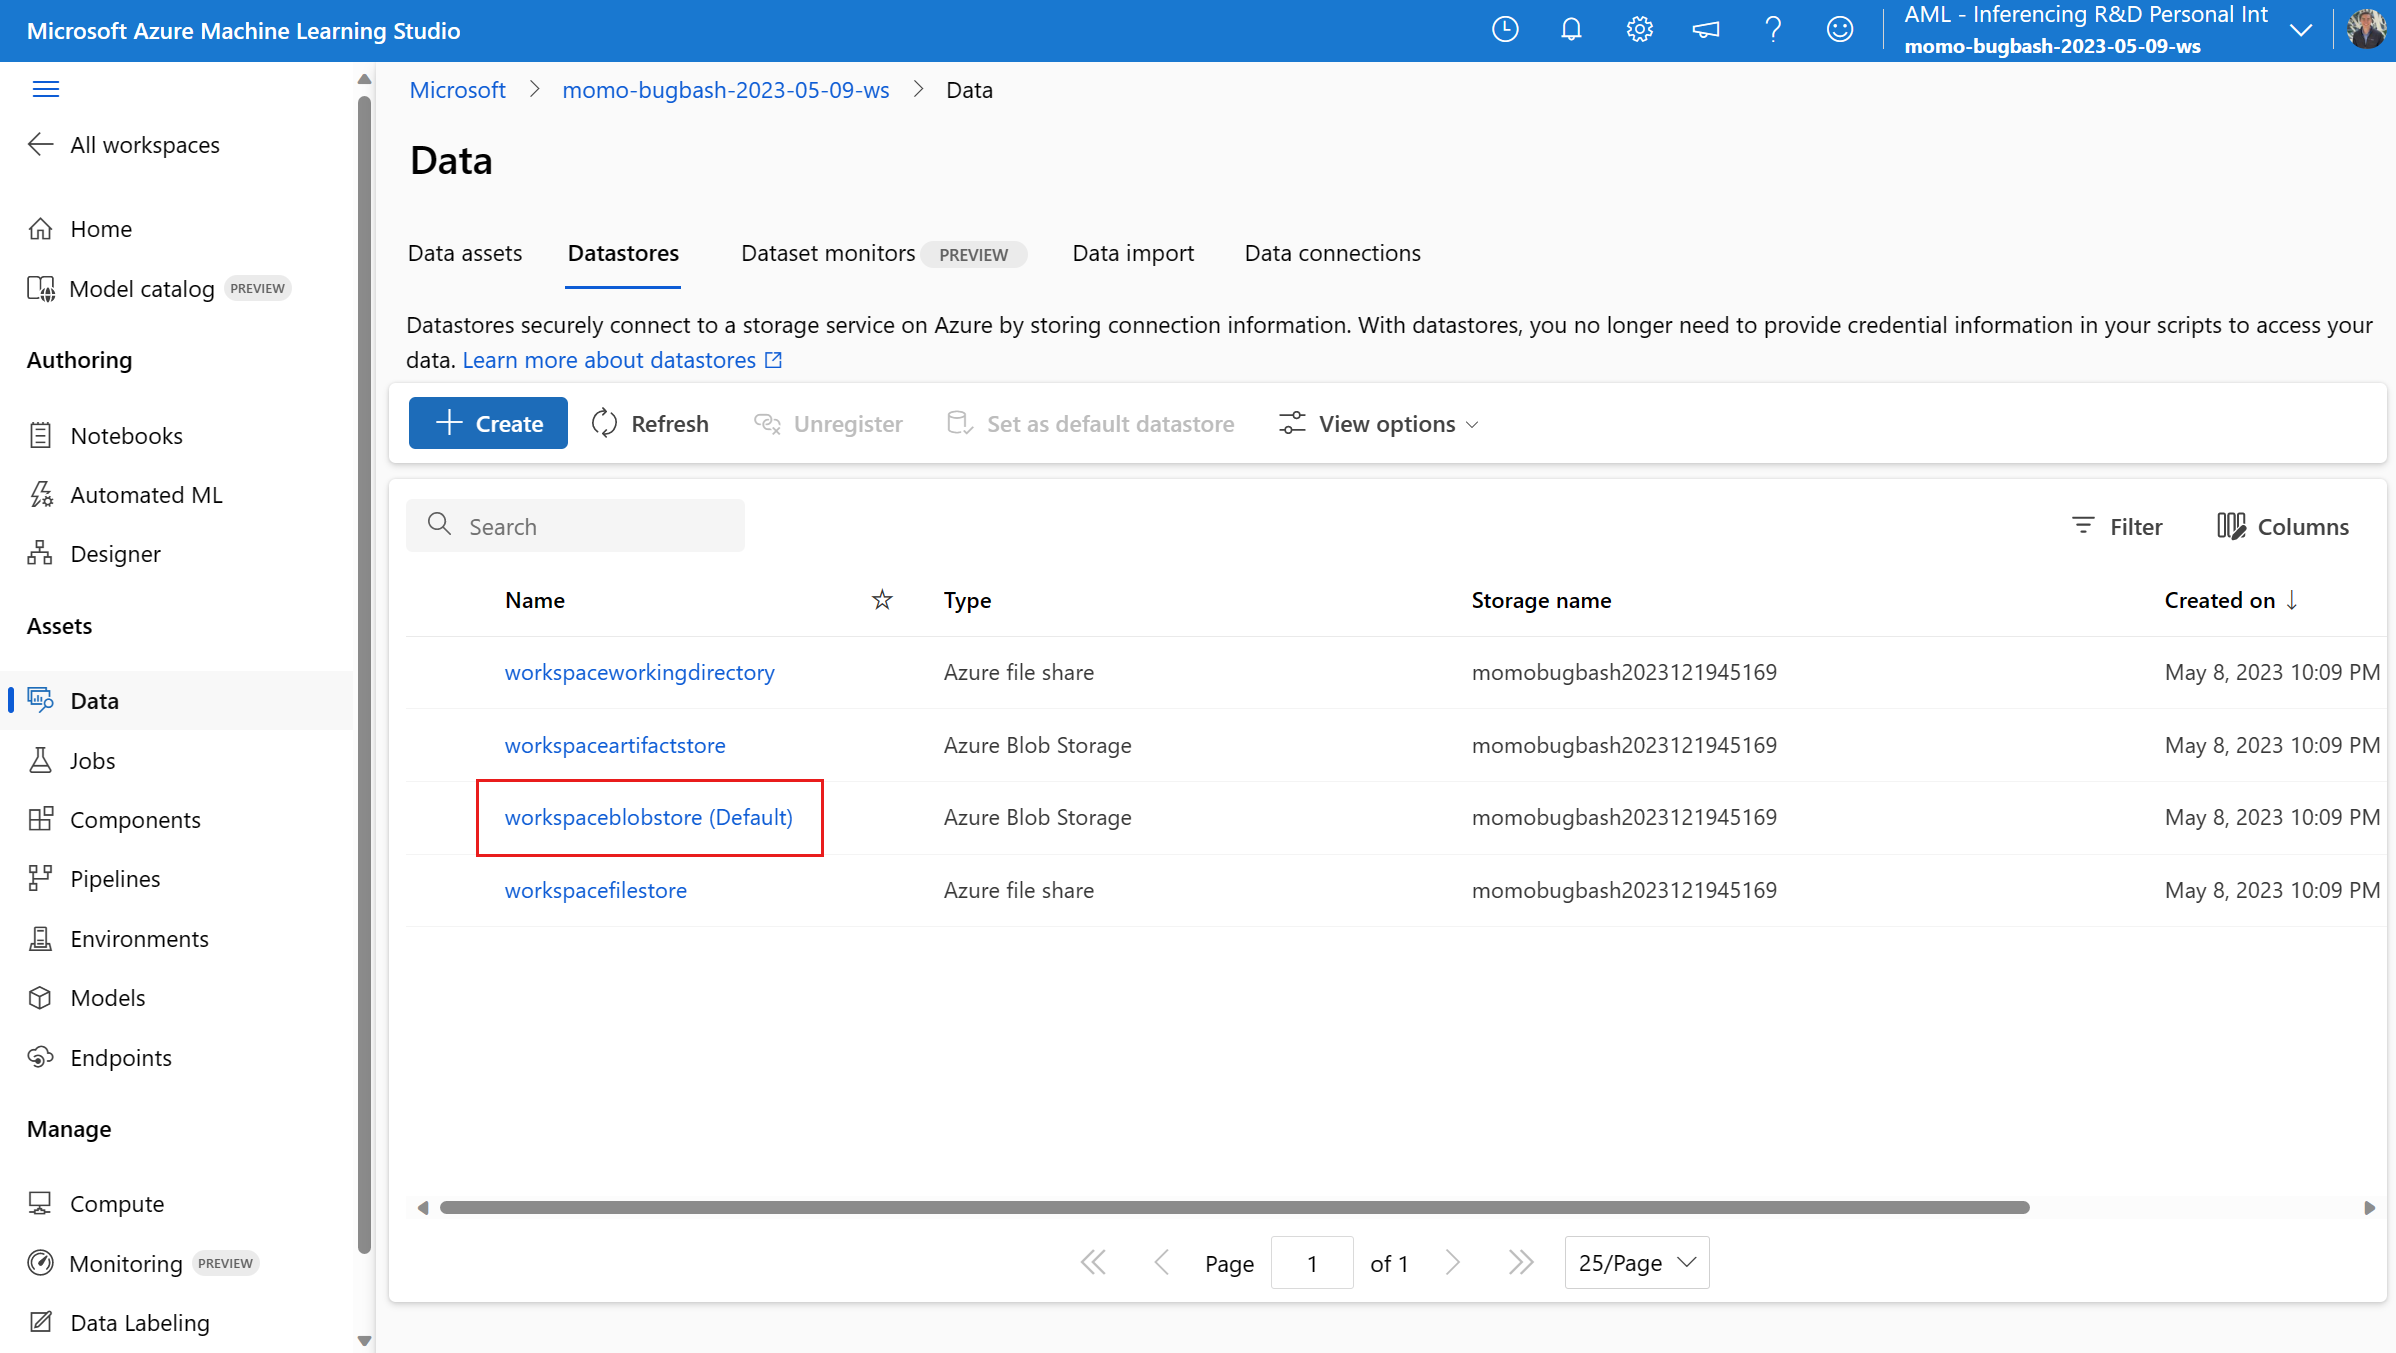 Microsoft Azure Machine Learning Studio
AML - Inferencing R&D Personal Int
momo-bugbash-2023-05-09-ws
All workspaces
Home
Model catalog PREVIEW
Authoring
Notebooks
Automated ML
Designer
Assets
Data
Jobs
Components
Pipelines
Environments
Models
Endpoints
Manage
Compute
Monitoring PREVIEW
Data Labeling
Microsoft > momo-bugbash-2023-05-09-ws > Data
Data
Data assets Datastores Dataset monitors PREVIEW Data import Data connections
Datastores securely connect to a storage service on Azure by storing connection information. With datastores, you no longer need to provide credential information in your scripts to access your
data. Learn more about datastores
Create Refresh Unregister Set as default datastore View options
Search Filter Columns
Name Type Storage name Created on ↓
workspaceworkingdirectory Azure file share momobugbash2023121945169 May 8, 2023 10:09 PM
workspaceartifactstore Azure Blob Storage momobugbash2023121945169 May 8, 2023 10:09 PM
workspaceblobstore (Default) Azure Blob Storage momobugbash2023121945169 May 8, 2023 10:09 PM
workspacefilestore Azure file share momobugbash2023121945169 May 8, 2023 10:09 PM
Page 1 of 1 25/Page